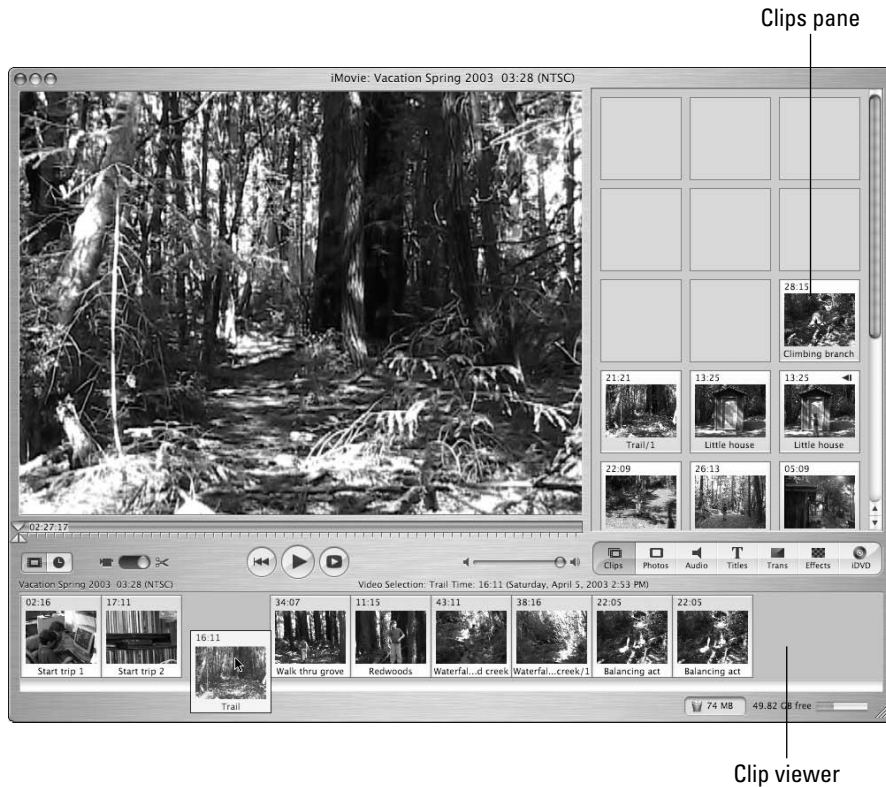 Clips pane
iMovie: Vacation Spring 2003 03:28 (NTSC)
28:15
Climbing branch
21:21
13:25
13:25
Trail/1
Little house
Little house
22:09
26:13
05:09
02:27:17
Clips
Photos
Audio
T
Titles
Trans
Effects
iDVD
Vacation Spring 2003 03:28 (NTSC)
Video Selection: Trail Time: 16:11 (Saturday, April 5, 2003 2:53 PM)
02:16
17:11
16:11
34:07
11:15
43:11
38:16
22:05
22:05
Start trip 1
Start trip 2
Trail
Walk thru grove
Redwoods
Waterfal...d creek
Waterfal...creek/1
Balancing act
Balancing act
74 MB
49.82 GB free
Clip viewer